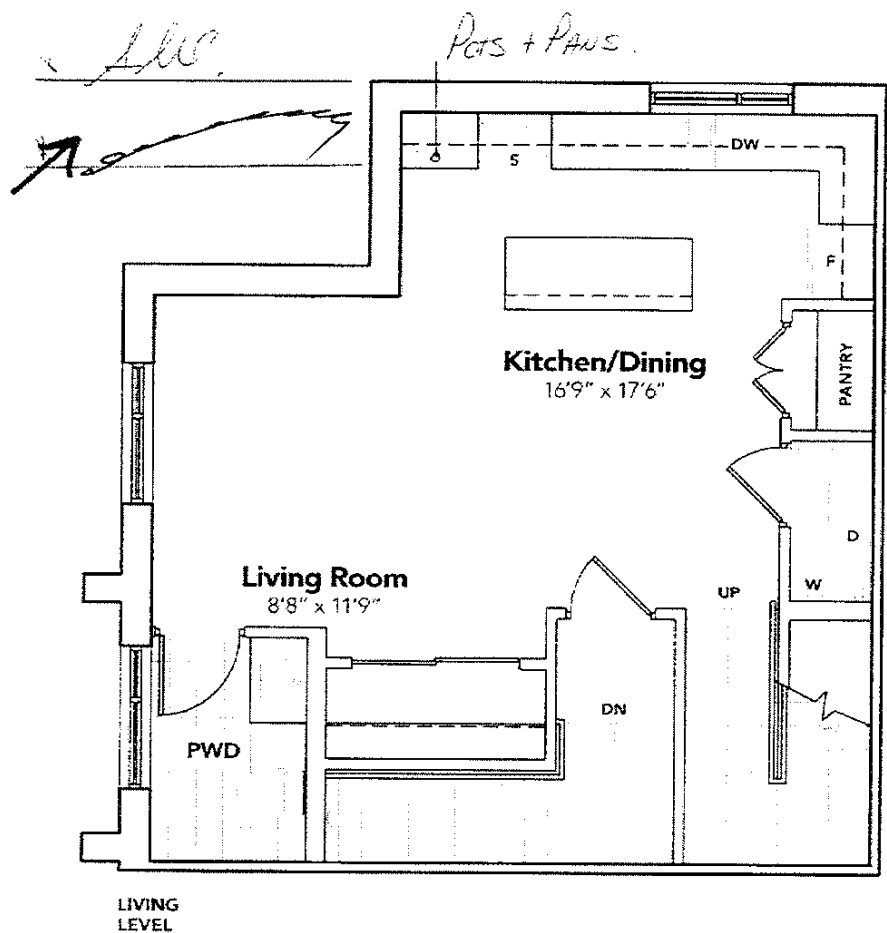 POTS + PANS.
DW
S
F
Kitchen/Dining
16'9" x 17'6"
PANTRY
D
Living Room
8'8" x 11'9"
UP
W
DN
PWD
LIVING
LEVEL